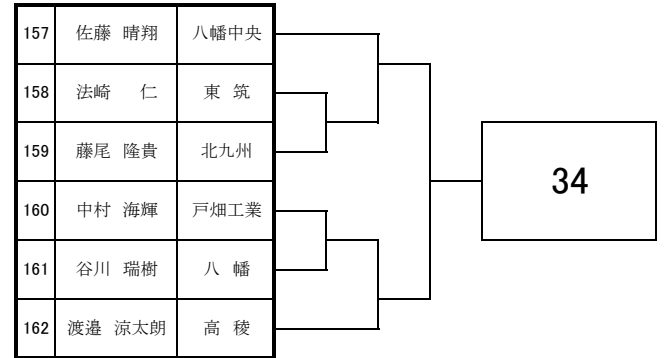 157 佐藤 晴翔 八幡中央
158 法崎 仁 東 筑
159 藤尾 隆貴 北九州
160 中村 海輝 戸畑工業
161 谷川 瑞樹 八 幡
162 渡邉 涼太朗 高 稜
34